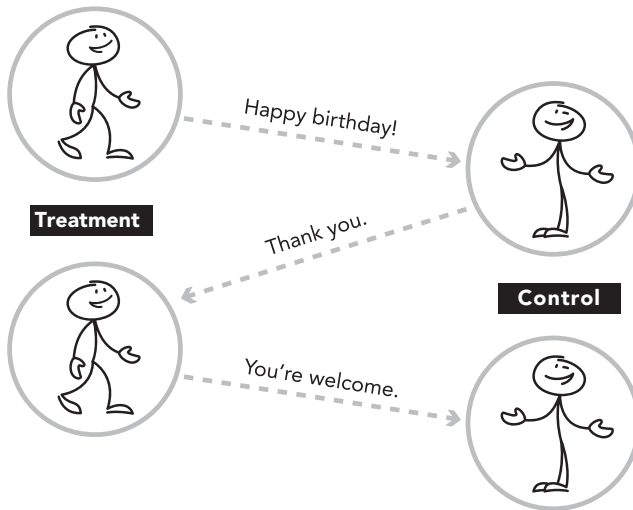 Happy birthday!
Treatment
Thank you.
Control
You're welcome.